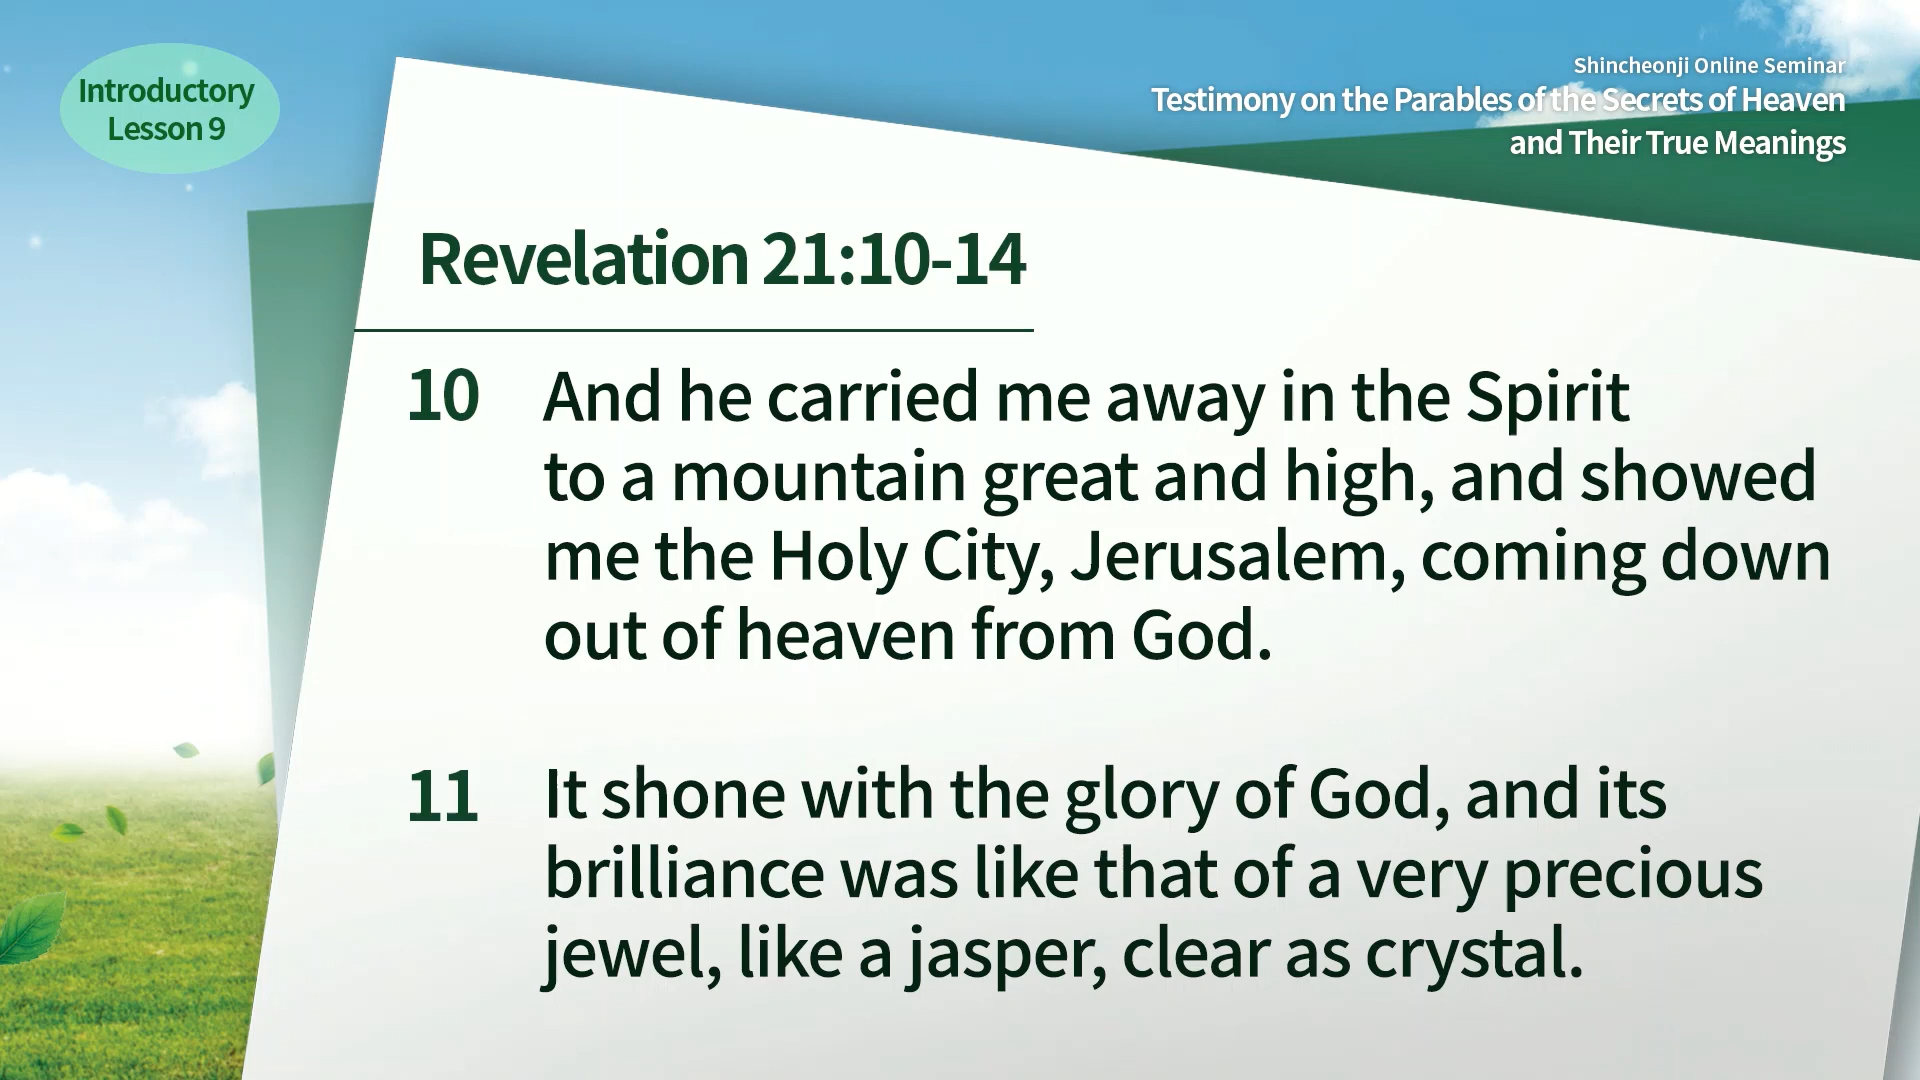 Introductory
Lesson 9
Shincheonji Online Seminar
Testimony on the Parables of the Secrets of Heaven
and Their True Meanings
Revelation 21:10-14
10 And he carried me away in the Spirit
to a mountain great and high, and showed
me the Holy City, Jerusalem, coming down
out of heaven from God.
11 It shone with the glory of God, and its
brilliance was like that of a very precious
jewel, like a jasper, clear as crystal.